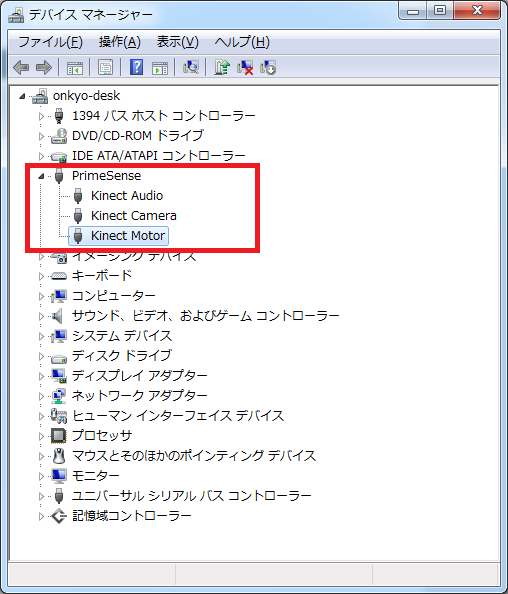 デバイス マネージャー
ファイル(F) 操作(A) 表示(V) ヘルプ(H)
onkyo-desk
1394 バス ホスト コントローラー
DVD/CD-ROM ドライブ
IDE ATA/ATAPI コントローラー
PrimeSense
Kinect Audio
Kinect Camera
Kinect Motor
イメージング デバイス
キーボード
コンピューター
サウンド、ビデオ、およびゲーム コントローラー
システム デバイス
ディスク ドライブ
ディスプレイ アダプター
ネットワーク アダプター
ヒューマン インターフェイス デバイス
プロセッサ
マウスとそのほかのポインティング デバイス
モニター
ユニバーサル シリアル バス コントローラー
記憶域コントローラー